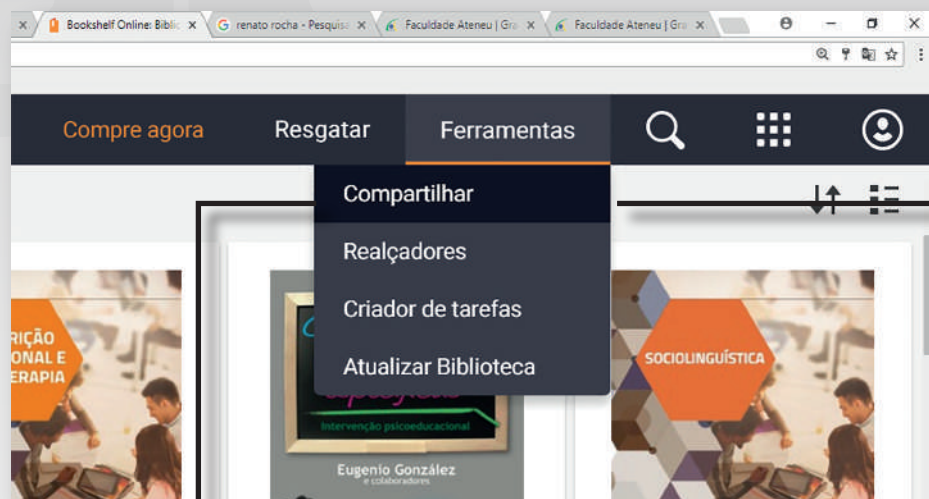 Bookshelf Online: Biblic
renato rocha - Pesquisa
Faculdade Ateneu | Gra
Faculdade Ateneu | Gra
Compre agora
Resgatar
Ferramentas
Compartilhar
Realçadores
Criador de tarefas
Atualizar Biblioteca
RIÇÃO
ONAL E
ERAPIA
Intervenção psicoeducacional
Eugenio González
e colaboradores
SOCIOLINGUÍSTICA